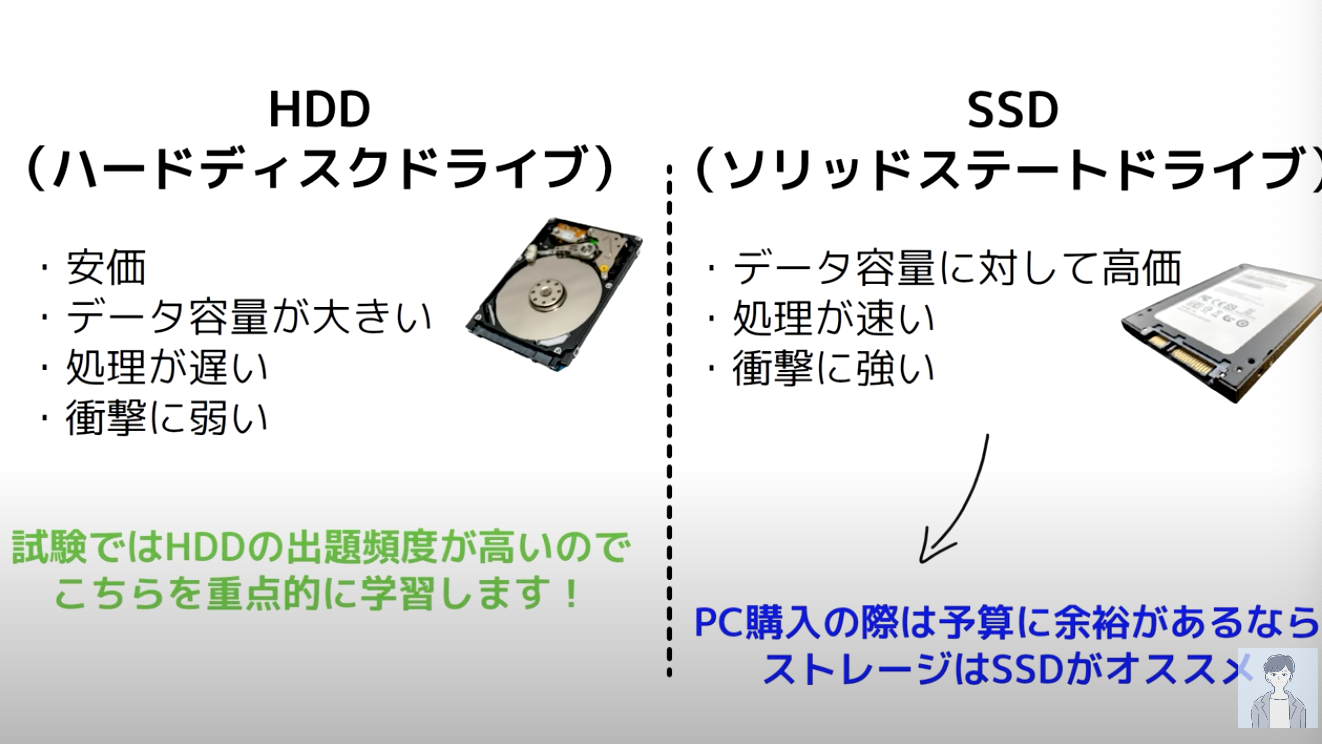 HDD
（ハードディスクドライブ）
・安価
・データ容量が大きい
・処理が遅い
・衝撃に弱い
試験ではHDDの出題頻度が高いので
こちらを重点的に学習します！
SSD
（ソリッドステートドライブ）
・データ容量に対して高価
・処理が速い
・衝撃に強い
PC購入の際は予算に余裕があるなら
ストレージはSSDがオススメ